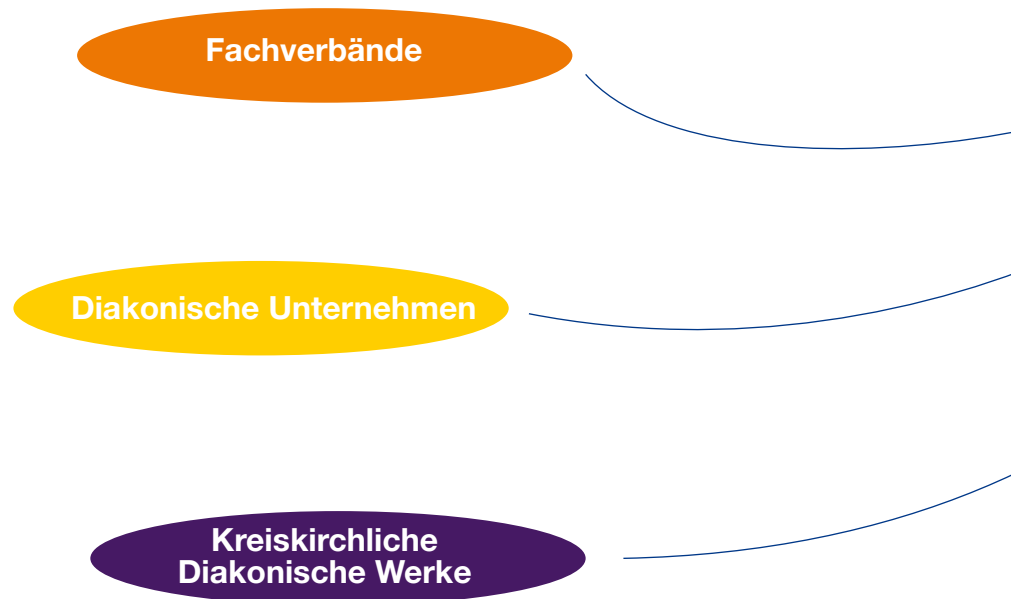 Fachverbände
Diakonische Unternehmen
Kreiskirchliche
Diakonische Werke